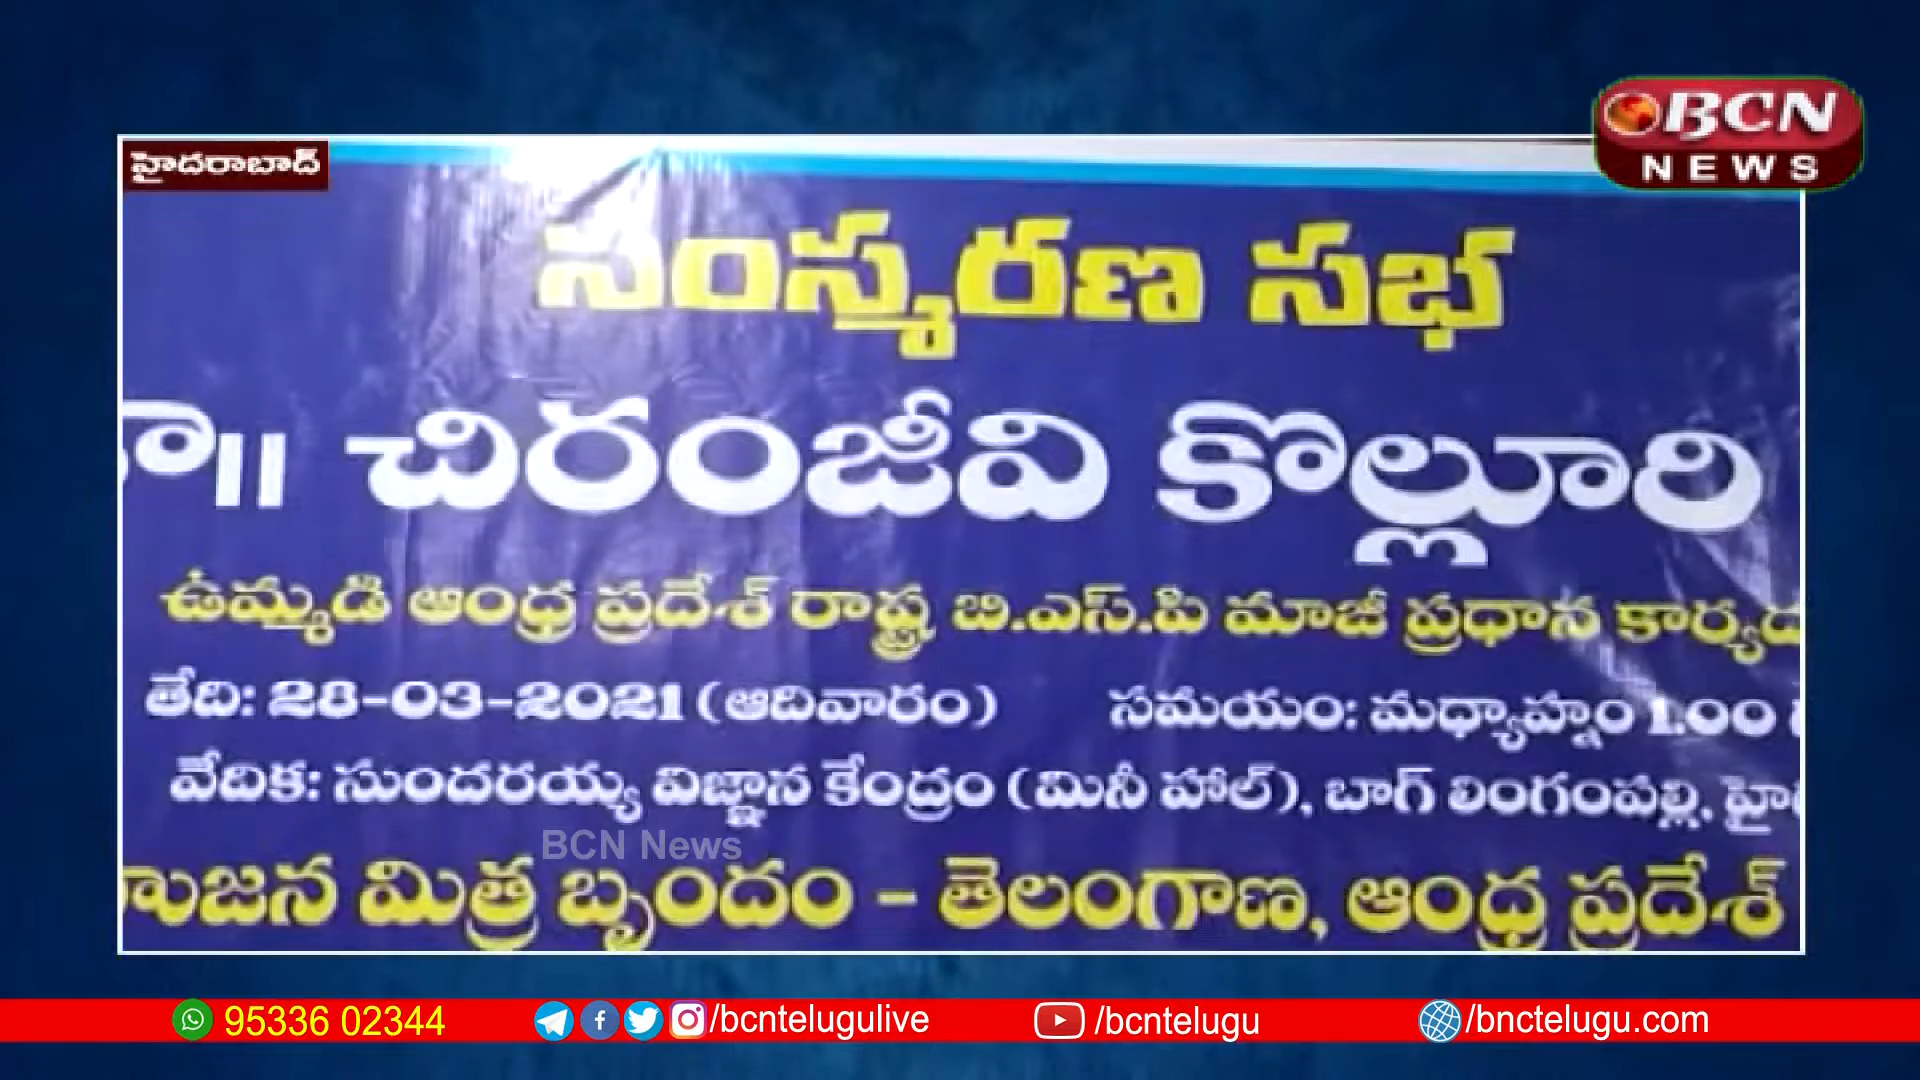 BCN
NEWS
హైదరాబాద్
సంస్మరణ సభ
చిరంజీవి కొల్లూరి
ఉమ్మడి ఆంధ్ర ప్రదేశ్ రాష్ట్ర బి.ఎస్.పి మాజీ ప్రధాన
తేది: 28-03-2021 (ఆదివారం) సమయం: మధ్యాహ్నం 1.00
వేదిక: సుందరయ్య విజ్ఞాన కేంద్రం (మినీ హాల్), బాగ్ లింగంపల్లి,
BCN News
మిత్ర బృందం - తెలంగాణ, ఆంధ్ర ప్రదేశ్
95336 02344 /bcntelugulive /bcntelugu /bnctelugu.com